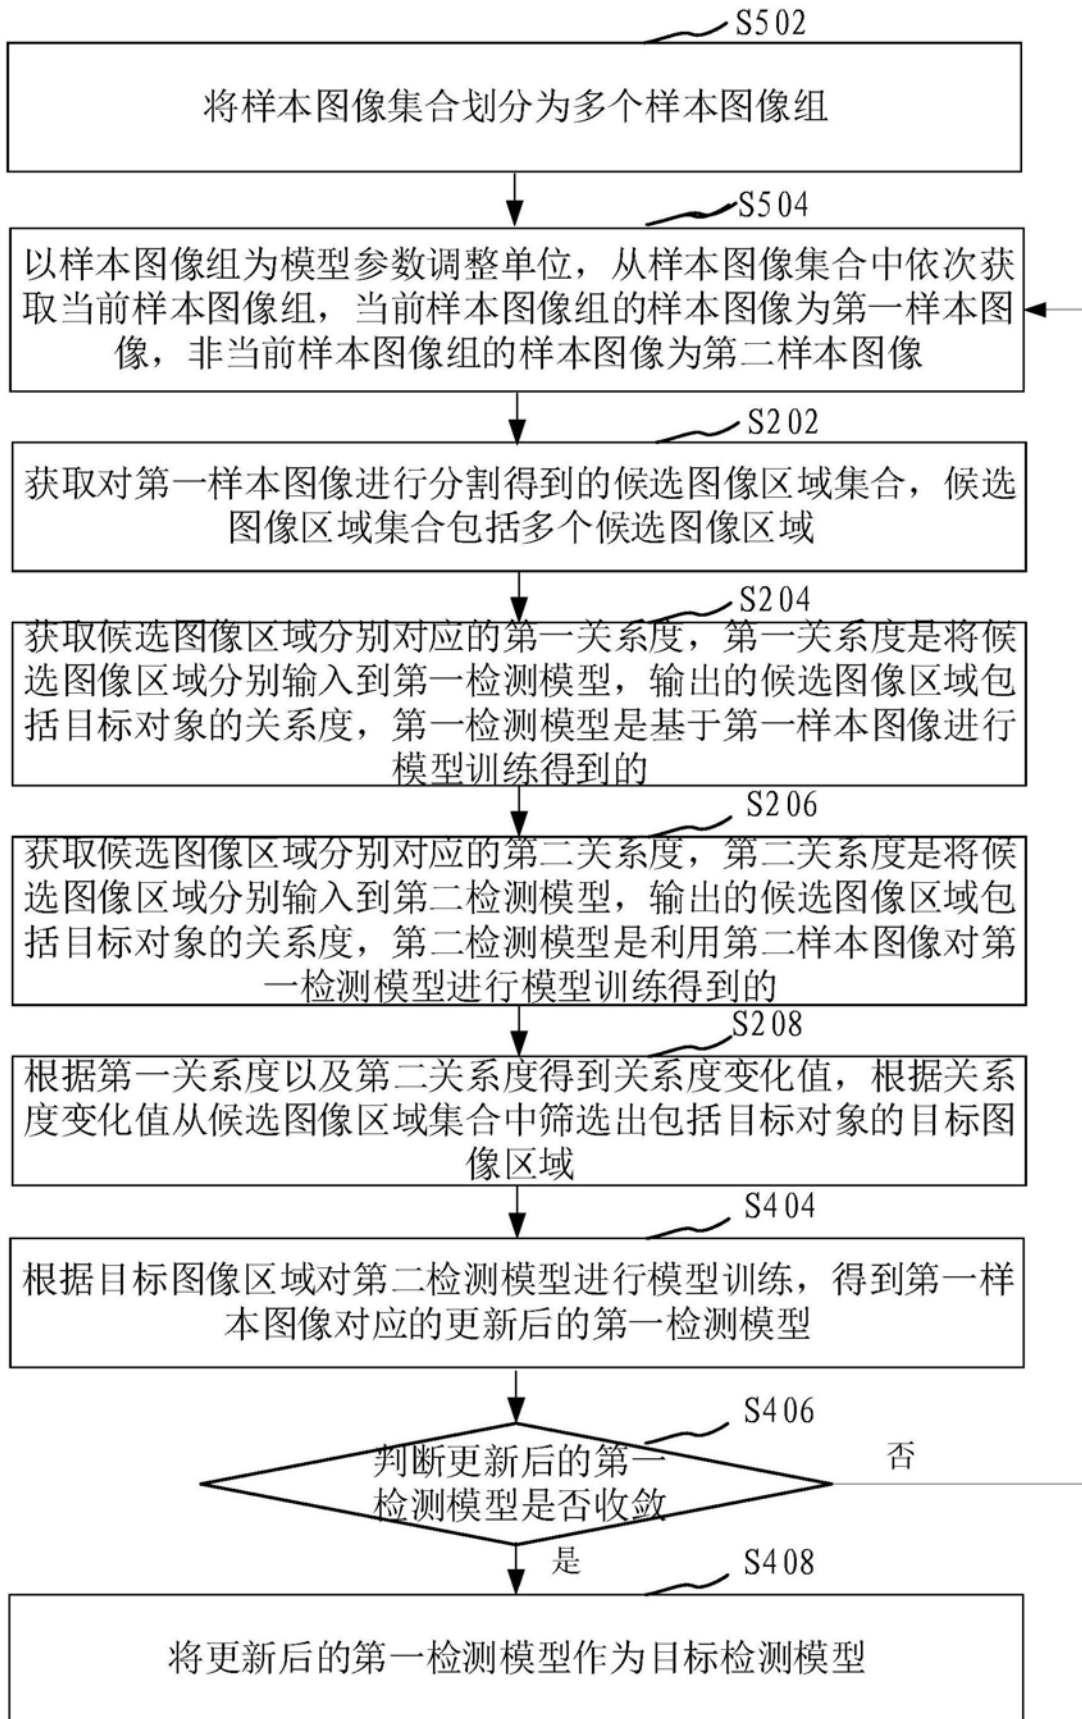 S502
将样本图像集合划分为多个样本图像组
S504
以样本图像组为模型参数调整单位，从样本图像集合中依次获
取当前样本图像组，当前样本图像组的样本图像为第一样本图
像，非当前样本图像组的样本图像为第二样本图像
S202
获取对第一样本图像进行分割得到的候选图像区域集合，候选
图像区域集合包括多个候选图像区域
S204
获取候选图像区域分别对应的第一关系度，第一关系度是将候
选图像区域分别输入到第一检测模型，输出的候选图像区域包
括目标对象的关系度，第一检测模型是基于第一样本图像进行
模型训练得到的
S206
获取候选图像区域分别对应的第二关系度，第二关系度是将候
选图像区域分别输入到第二检测模型，输出的候选图像区域包
括目标对象的关系度，第二检测模型是利用第二样本图像对第
一检测模型进行模型训练得到的
S208
根据第一关系度以及第二关系度得到关系度变化值，根据关系
度变化值从候选图像区域集合中筛选出包括目标对象的目标图
像区域
S404
根据目标图像区域对第二检测模型进行模型训练，得到第一样
本图像对应的更新后的第一检测模型
S406
判断更新后的第一
检测模型是否收敛
否
是
S408
将更新后的第一检测模型作为目标检测模型